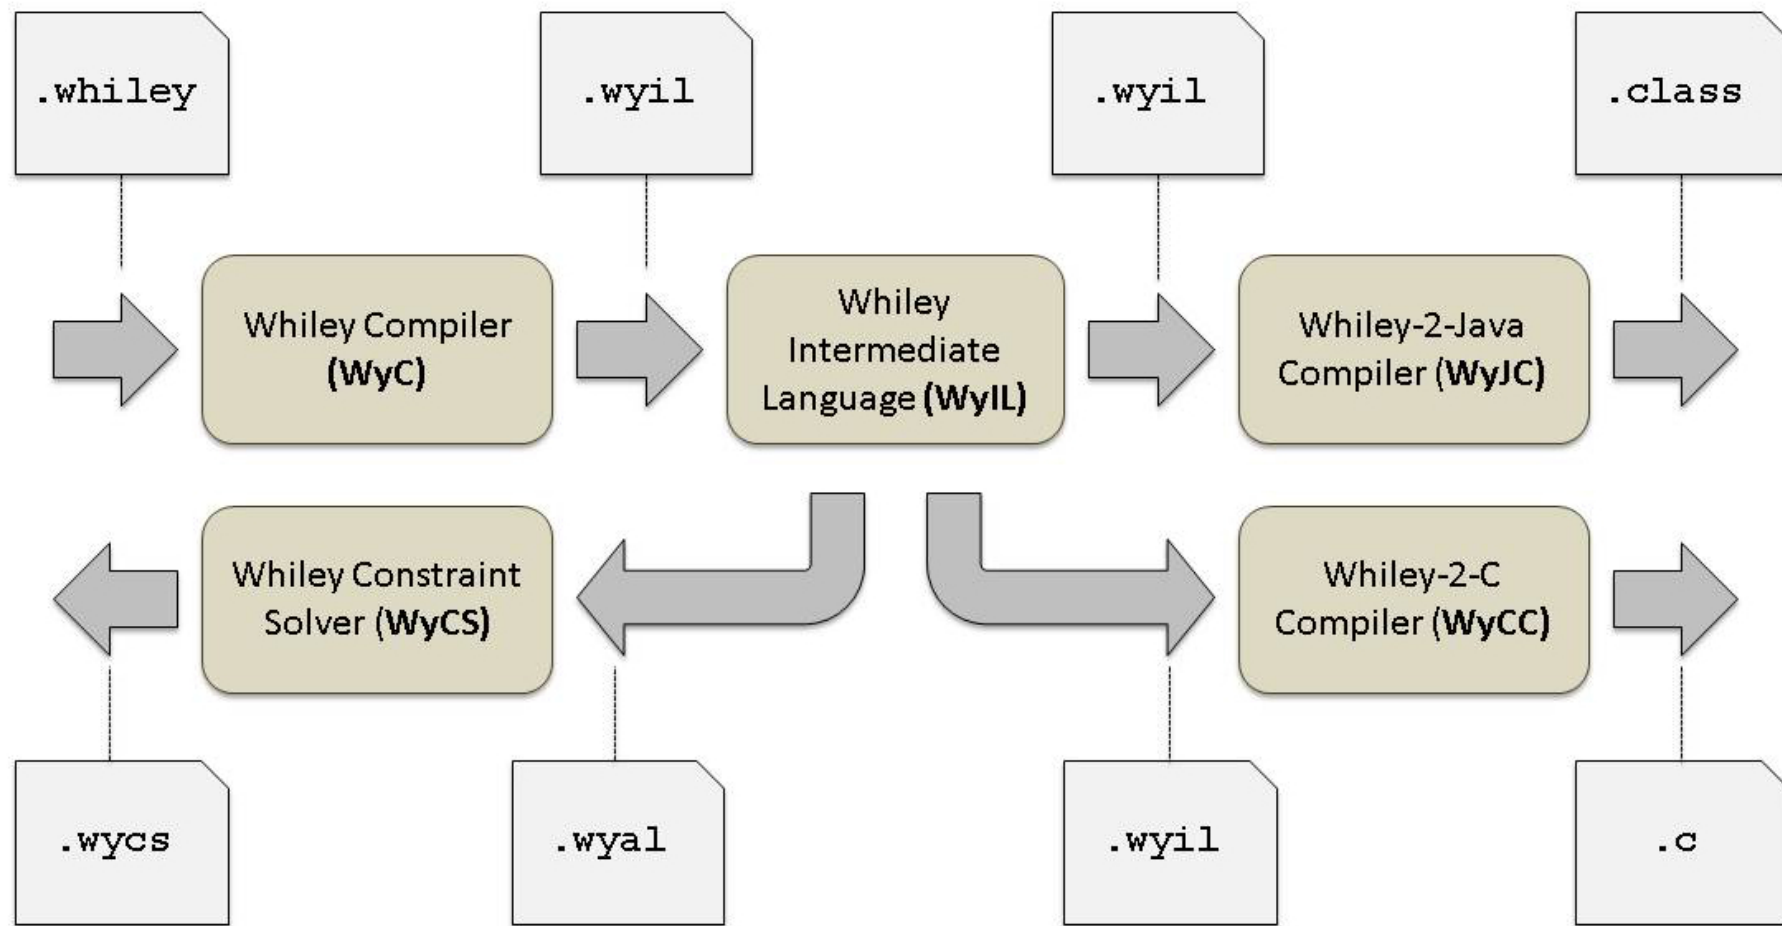 .whiley
.wyil
.wyil
.class
Whiley Compiler
(WyC)
Whiley
Intermediate
Language (WyIL)
Whiley-2-Java
Compiler (WyJC)
Whiley Constraint
Solver (WyCS)
Whiley-2-C
Compiler (WyCC)
.wycs
.wyal
.wyil
.c